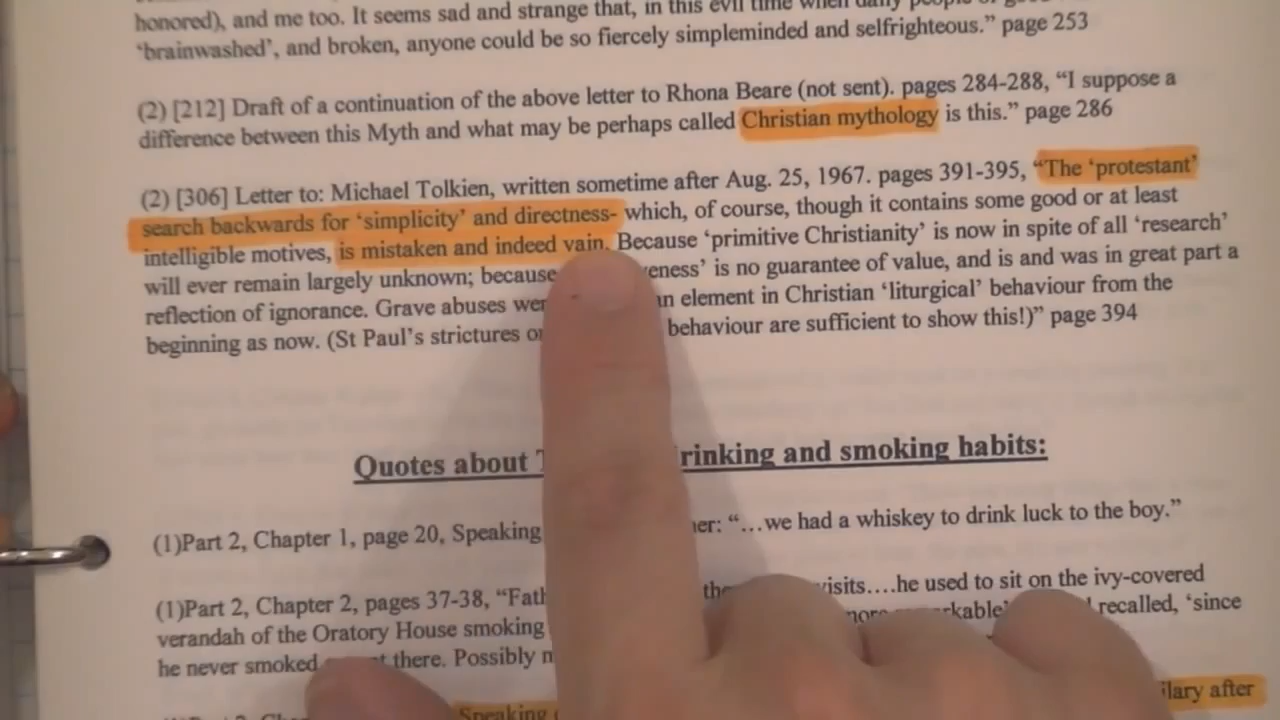 honored), and me too. It seems sad and strange that, in this evil time when daily people of good
‘brainwashed’, and broken, anyone could be so fiercely simpleminded and selfrighteous.” page 253
(2) [212] Draft of a continuation of the above letter to Rhona Beare (not sent). pages 284-288, “I suppose a
difference between this Myth and what may be perhaps called Christian mythology is this.” page 286
(2) [306] Letter to: Michael Tolkien, written sometime after Aug. 25, 1967. pages 391-395, “The ‘protestant’
search backwards for ‘simplicity’ and directness- which, of course, though it contains some good or at least
intelligible motives, is mistaken and indeed vain. Because ‘primitive Christianity’ is now in spite of all ‘research’
will ever remain largely unknown; because eness’ is no guarantee of value, and is and was in great part a
reflection of ignorance. Grave abuses wer an element in Christian ‘liturgical’ behaviour from the
beginning as now. (St Paul’s strictures o behaviour are sufficient to show this!)” page 394
Quotes about rinking and smoking habits:
(1)Part 2, Chapter 1, page 20, Speaking her: “…we had a whiskey to drink luck to the boy.”
(1)Part 2, Chapter 2, pages 37-38, “Fath the visits….he used to sit on the ivy-covered
verandah of the Oratory House smoking recalled, ‘since
he never smoked there. Possibly
Speaking ilary after